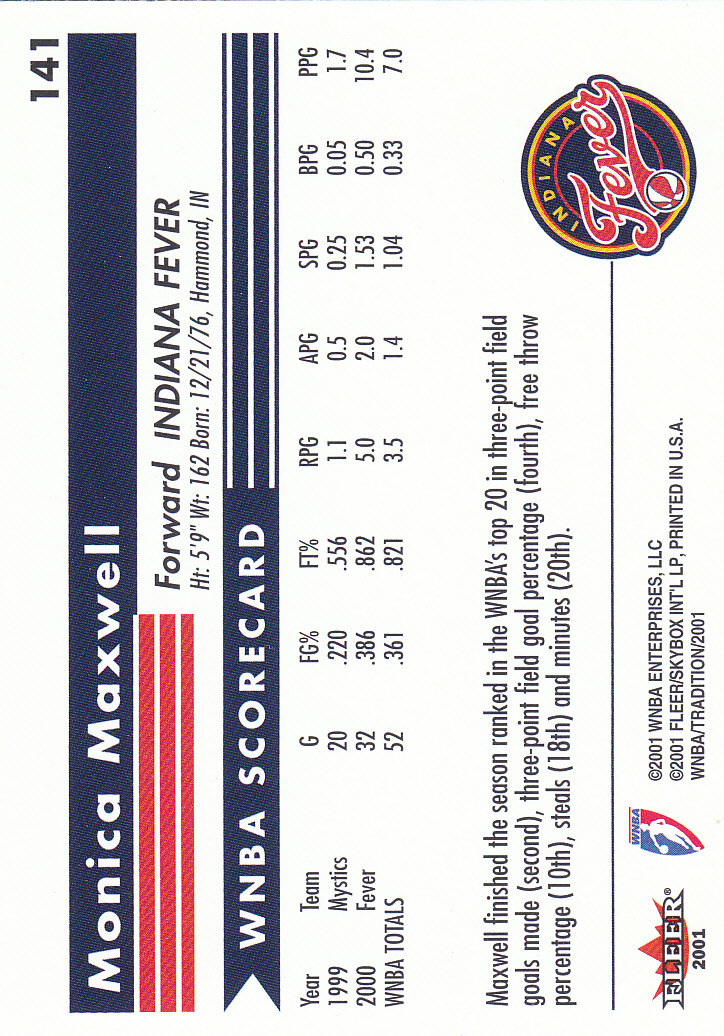 141
Monica Maxwell
Forward INDIANA FEVER
Ht: 5'9" Wt: 162 Born: 12/21/76, Hammond, IN
WNBA SCORECARD
Year Team G FG% FT% RPG APG SPG BPG PPG
1999 Mystics 20 .220 .556 1.1 0.5 0.25 0.05 1.7
2000 Fever 32 .386 .862 5.0 2.0 1.53 0.50 10.4
WNBA TOTALS 52 .361 .821 3.5 1.4 1.04 0.33 7.0
Maxwell finished the season ranked in the WNBA's top 20 in three-point field
goals made (second), three-point field goal percentage (fourth), free throw
percentage (10th), steals (18th) and minutes (20th).
INDIANA
Fever
FLEER®
2001
WNBA
©2001 WNBA ENTERPRISES, LLC
©2001 FLEER/SKYBOX INT'L LP, PRINTED IN U.S.A.
WNBA/TRADITION/2001